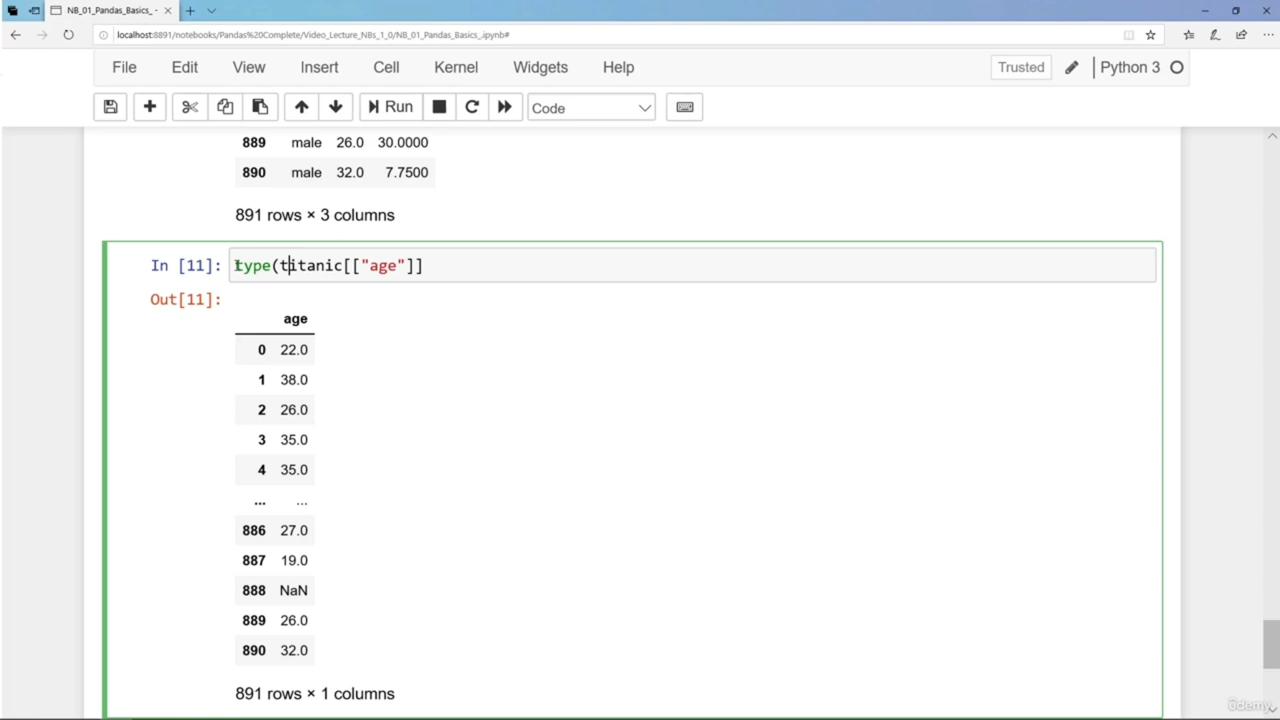 NB_01_Pandas_Basics_ -
localhost:8891/notebooks/Pandas%20Complete/Video_Lecture_NBs_1_0/NB_01_Pandas_Basics_.ipynb#
File Edit View Insert Cell Kernel Widgets Help Trusted Python 3
Run Code
889 male 26.0 30.0000
890 male 32.0 7.7500
891 rows × 3 columns
In [11]: type(titanic[["age"]]
Out[11]:
age
0 22.0
1 38.0
2 26.0
3 35.0
4 35.0
... ...
886 27.0
887 19.0
888 NaN
889 26.0
890 32.0
891 rows × 1 columns
ûdemy